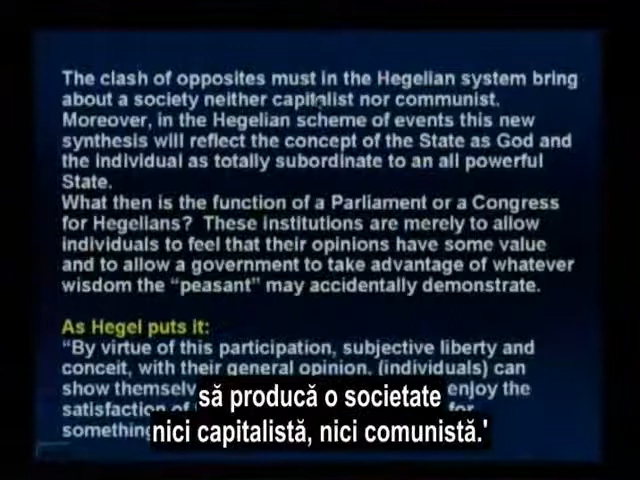 The clash of opposites must in the Hegelian system bring
about a society neither capitalist nor communist.
Moreover, in the Hegelian scheme of events this new
synthesis will reflect the concept of the State as God and
the individual as totally subordinate to an all powerful
State.
What then is the function of a Parliament or a Congress
for Hegelians? These institutions are merely to allow
individuals to feel that their opinions have some value
and to allow a government to take advantage of whatever
wisdom the “peasant” may accidentally demonstrate.
As Hegel puts it:
“By virtue of this participation, subjective liberty and
conceit, with their general opinion, (individuals) can
show themselv enjoy the
satisfaction of for
something
să producă o societate
nici capitalistă, nici comunistă.'